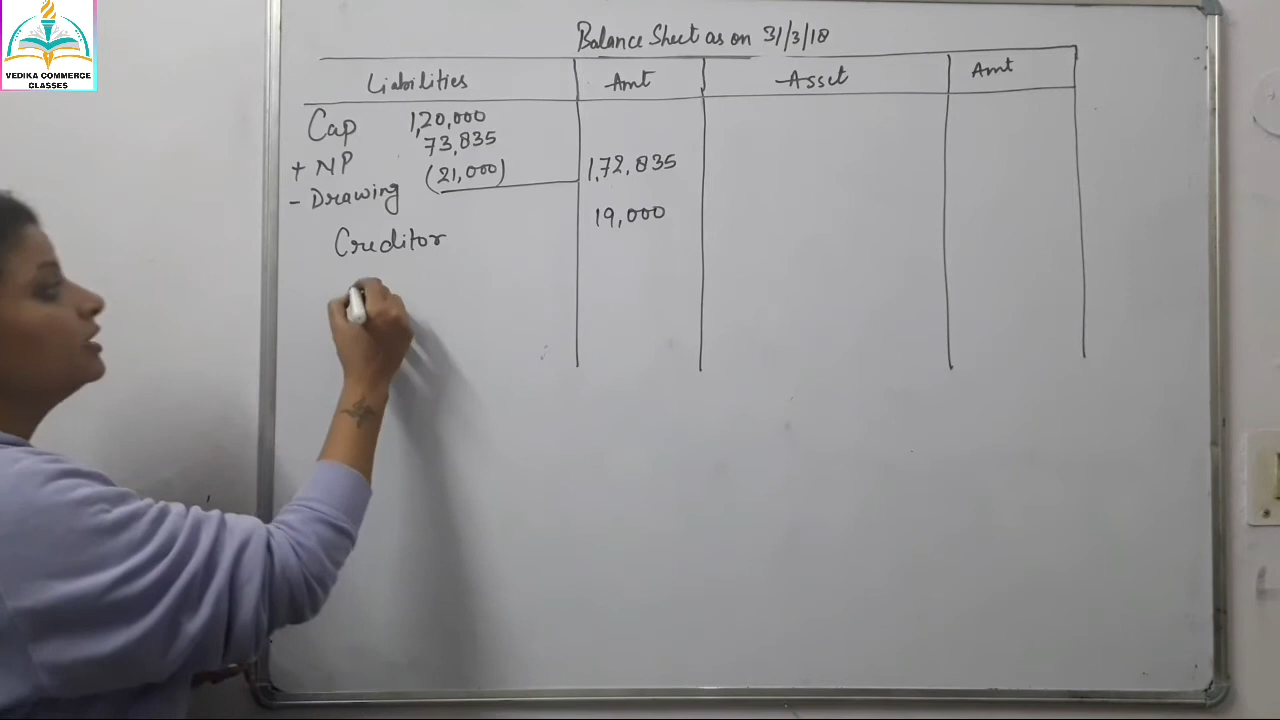 VEDIKA COMMERCE
CLASSES
Balance Sheet as on 31/3/18
Liabilities Amt Asset Amt
Cap 1,20,000
+ NP 73,835
- Drawing (21,000) 1,72,835
Creditor 19,000